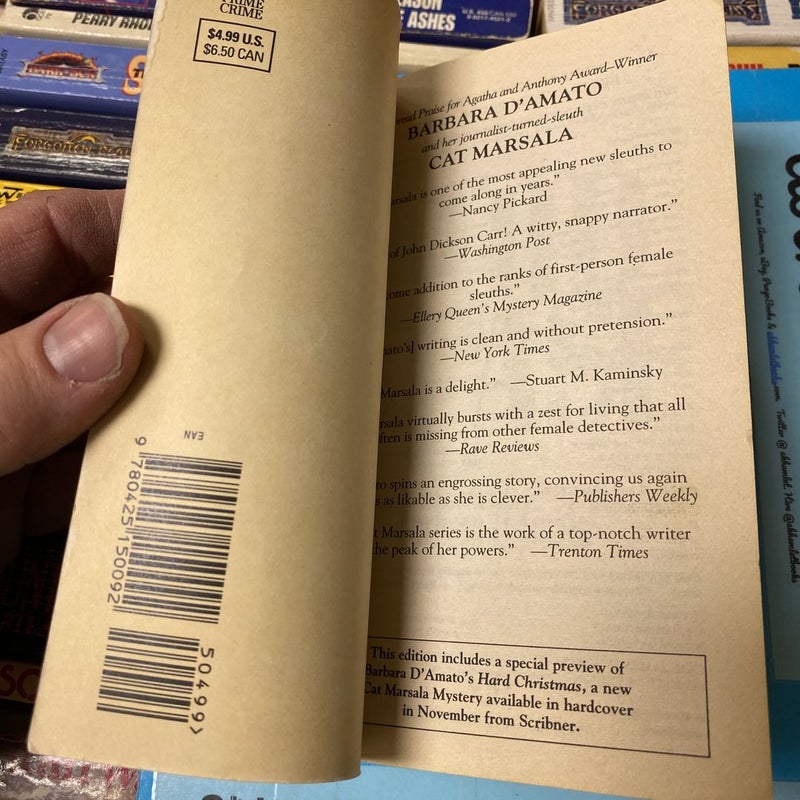 PRIME
CRIME
$4.99 U.S.
$6.50 CAN
EAN
9 780425 150092
50499>
Praise for Agatha and Anthony Award–Winner
BARBARA D'AMATO
and her journalist-turned-sleuth
CAT MARSALA
is one of the most appealing new sleuths to
come along in years."
—Nancy Pickard
of John Dickson Carr! A witty, snappy narrator."
—Washington Post
addition to the ranks of first-person female
sleuths."
—Ellery Queen's Mystery Magazine
writing is clean and without pretension."
—New York Times
Marsala is a delight." —Stuart M. Kaminsky
virtually bursts with a zest for living that all
is missing from other female detectives."
—Rave Reviews
spins an engrossing story, convincing us again
as likable as she is clever." —Publishers Weekly
Marsala series is the work of a top-notch writer
the peak of her powers." —Trenton Times
This edition includes a special preview of
Barbara D'Amato's Hard Christmas, a new
Cat Marsala Mystery available in hardcover
in November from Scribner.
PERRY RHO
ASHES
DARK SUN
FORGOTTEN REALMS